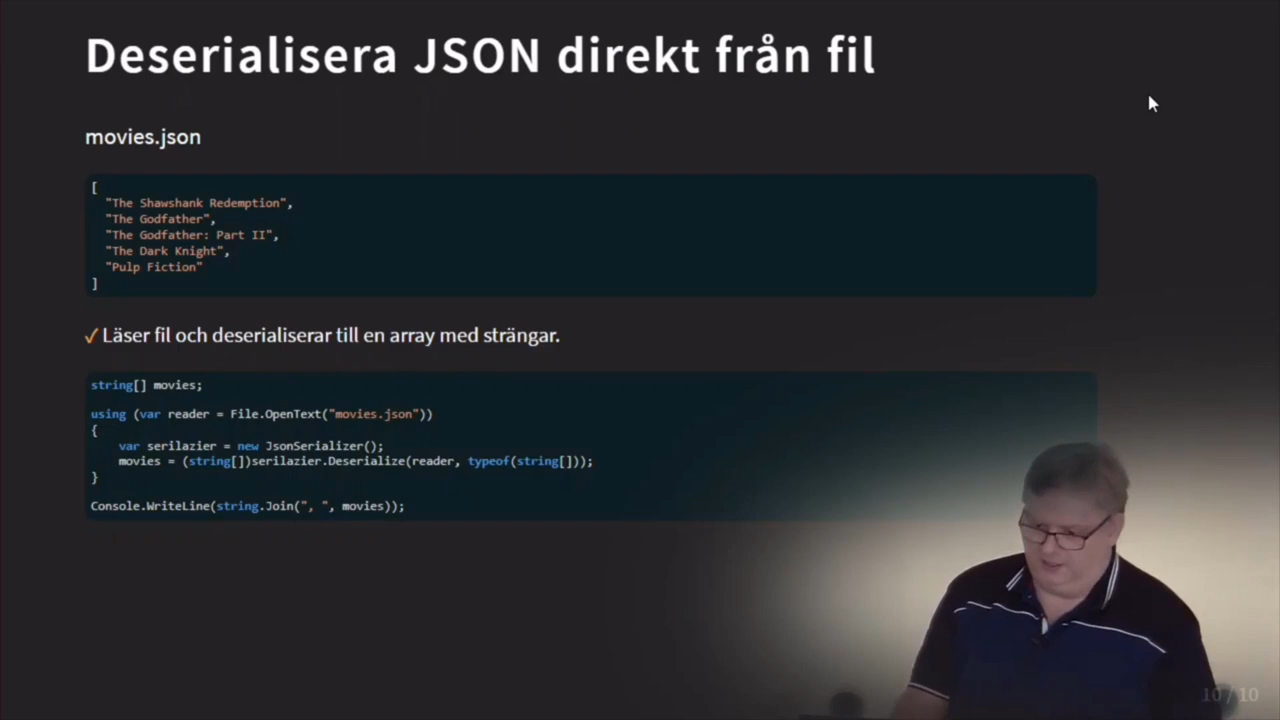 Deserialisera JSON direkt från fil
movies.json
[
"The Shawshank Redemption",
"The Godfather",
"The Godfather: Part II",
"The Dark Knight",
"Pulp Fiction"
]
✓ Läser fil och deserialiserar till en array med strängar.
string[] movies;
using (var reader = File.OpenText("movies.json"))
{
var serilazier = new JsonSerializer();
movies = (string[])serilazier.Deserialize(reader, typeof(string[]));
}
Console.WriteLine(string.Join(", ", movies));
10 / 10